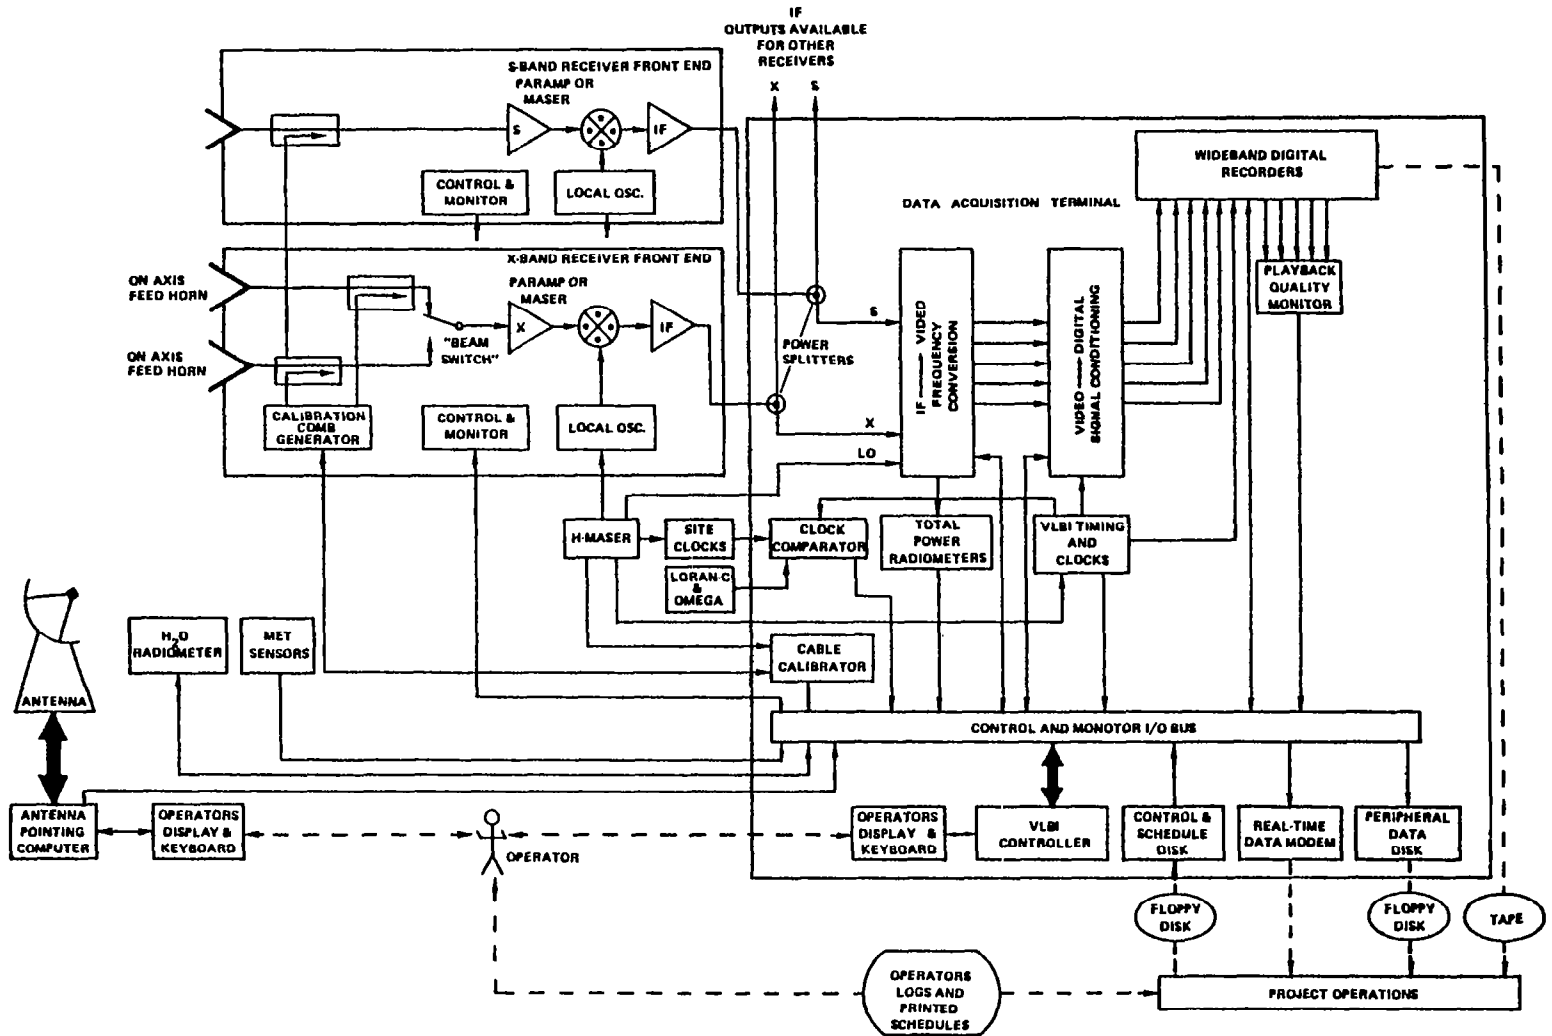 IF
OUTPUTS AVAILABLE
FOR OTHER
RECEIVERS
X
S
S-BAND RECEIVER FRONT END
PARAMP OR
MASER
S
IF
CONTROL &
MONITOR
LOCAL OSC.
WIDEBAND DIGITAL
RECORDERS
DATA ACQUISITION TERMINAL
X-BAND RECEIVER FRONT END
ON AXIS
FEED HORN
PARAMP OR
MASER
X
IF
"BEAM
SWITCH"
ON AXIS
FEED HORN
CALIBRATION
COMB
GENERATOR
CONTROL &
MONITOR
LOCAL OSC.
POWER
SPLITTERS
S
X
LO
IF → VIDEO
FREQUENCY
CONVERSION
VIDEO → DIGITAL
SIGNAL CONDITIONING
PLAYBACK
QUALITY
MONITOR
H-MASER
SITE
CLOCKS
CLOCK
COMPARATOR
TOTAL
POWER
RADIOMETERS
VLBI TIMING
AND
CLOCKS
LORAN-C
&
OMEGA
H2O
RADIOMETER
MET
SENSORS
CABLE
CALIBRATOR
ANTENNA
CONTROL AND MONOTOR I/O BUS
ANTENNA
POINTING
COMPUTER
OPERATORS
DISPLAY &
KEYBOARD
OPERATOR
OPERATORS
DISPLAY &
KEYBOARD
VLBI
CONTROLLER
CONTROL &
SCHEDULE
DISK
REAL-TIME
DATA MODEM
PERIPHERAL
DATA
DISK
FLOPPY
DISK
FLOPPY
DISK
TAPE
OPERATORS
LOGS AND
PRINTED
SCHEDULES
PROJECT OPERATIONS